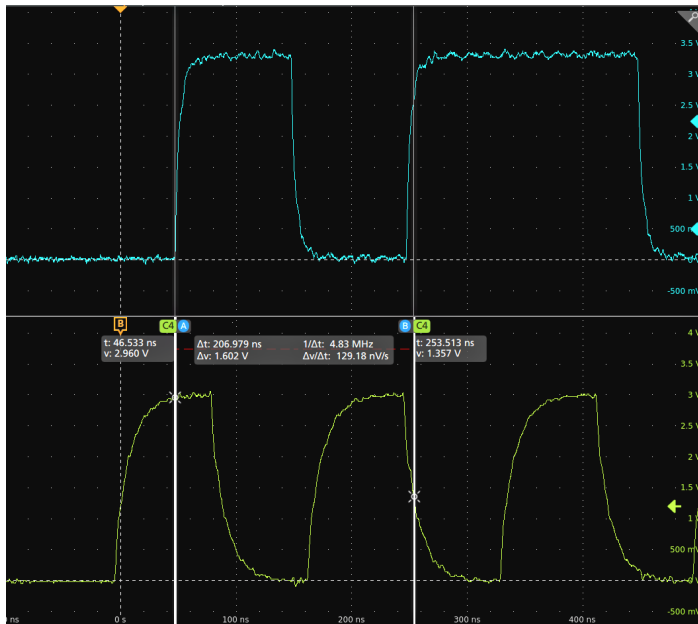 3.5 V
3 V
2.5 V
2 V
1.5 V
1 V
500 m
-500 mV
B
C4 A
B C4
t: 46.533 ns
v: 2.960 V
Δt: 206.979 ns 1/Δt: 4.83 MHz
Δv: 1.602 V Δv/Δt: 129.18 nV/s
t: 253.513 ns
v: 1.357 V
4 V
3.5 V
3 V
2.5 V
2 V
1.5 V
1 V
500 mV
0 V
-500 mV
ns
0 s
100 ns
200 ns
300 ns
400 ns